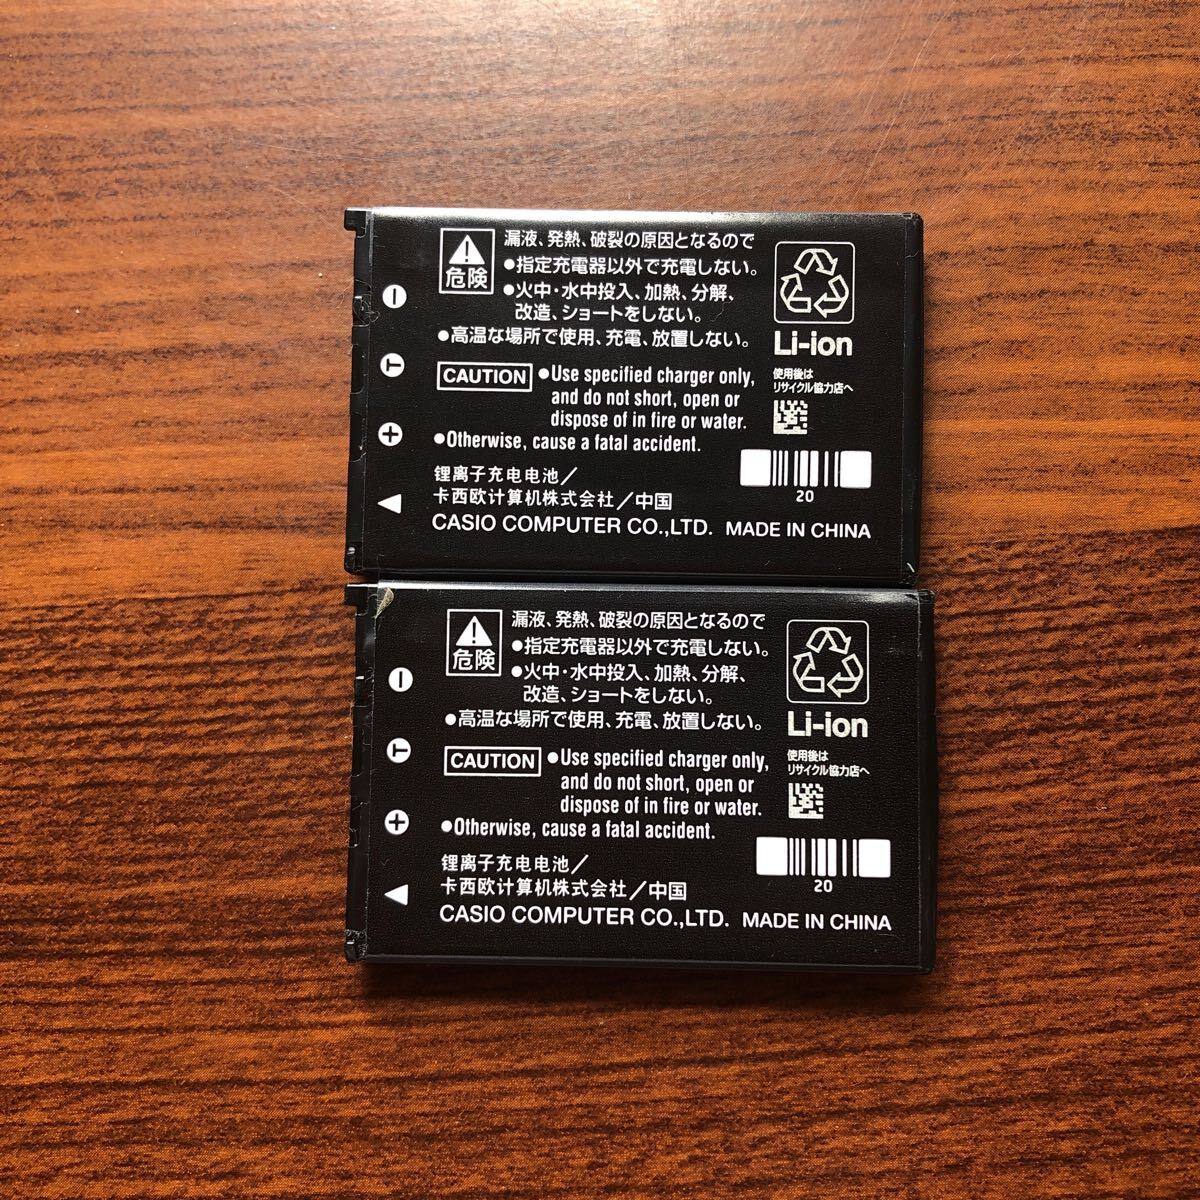 危険
漏液、発熱、破裂の原因となるので
●指定充電器以外で充電しない。
●火中・水中投入、加熱、分解、
改造、ショートをしない。
●高温な場所で使用、充電、放置しない。
CAUTION
●Use specified charger only,
and do not short, open or
dispose of in fire or water.
●Otherwise, cause a fatal accident.
锂离子充电电池/
卡西欧计算机株式会社/中国
CASIO COMPUTER CO.,LTD. MADE IN CHINA
Li-ion
使用後は
リサイクル協力店へ
20
- 
T
+
危険
漏液、発熱、破裂の原因となるので
●指定充電器以外で充電しない。
●火中・水中投入、加熱、分解、
改造、ショートをしない。
●高温な場所で使用、充電、放置しない。
CAUTION
●Use specified charger only,
and do not short, open or
dispose of in fire or water.
●Otherwise, cause a fatal accident.
锂离子充电电池/
卡西欧计算机株式会社/中国
CASIO COMPUTER CO.,LTD. MADE IN CHINA
Li-ion
使用後は
リサイクル協力店へ
20
-
T
+